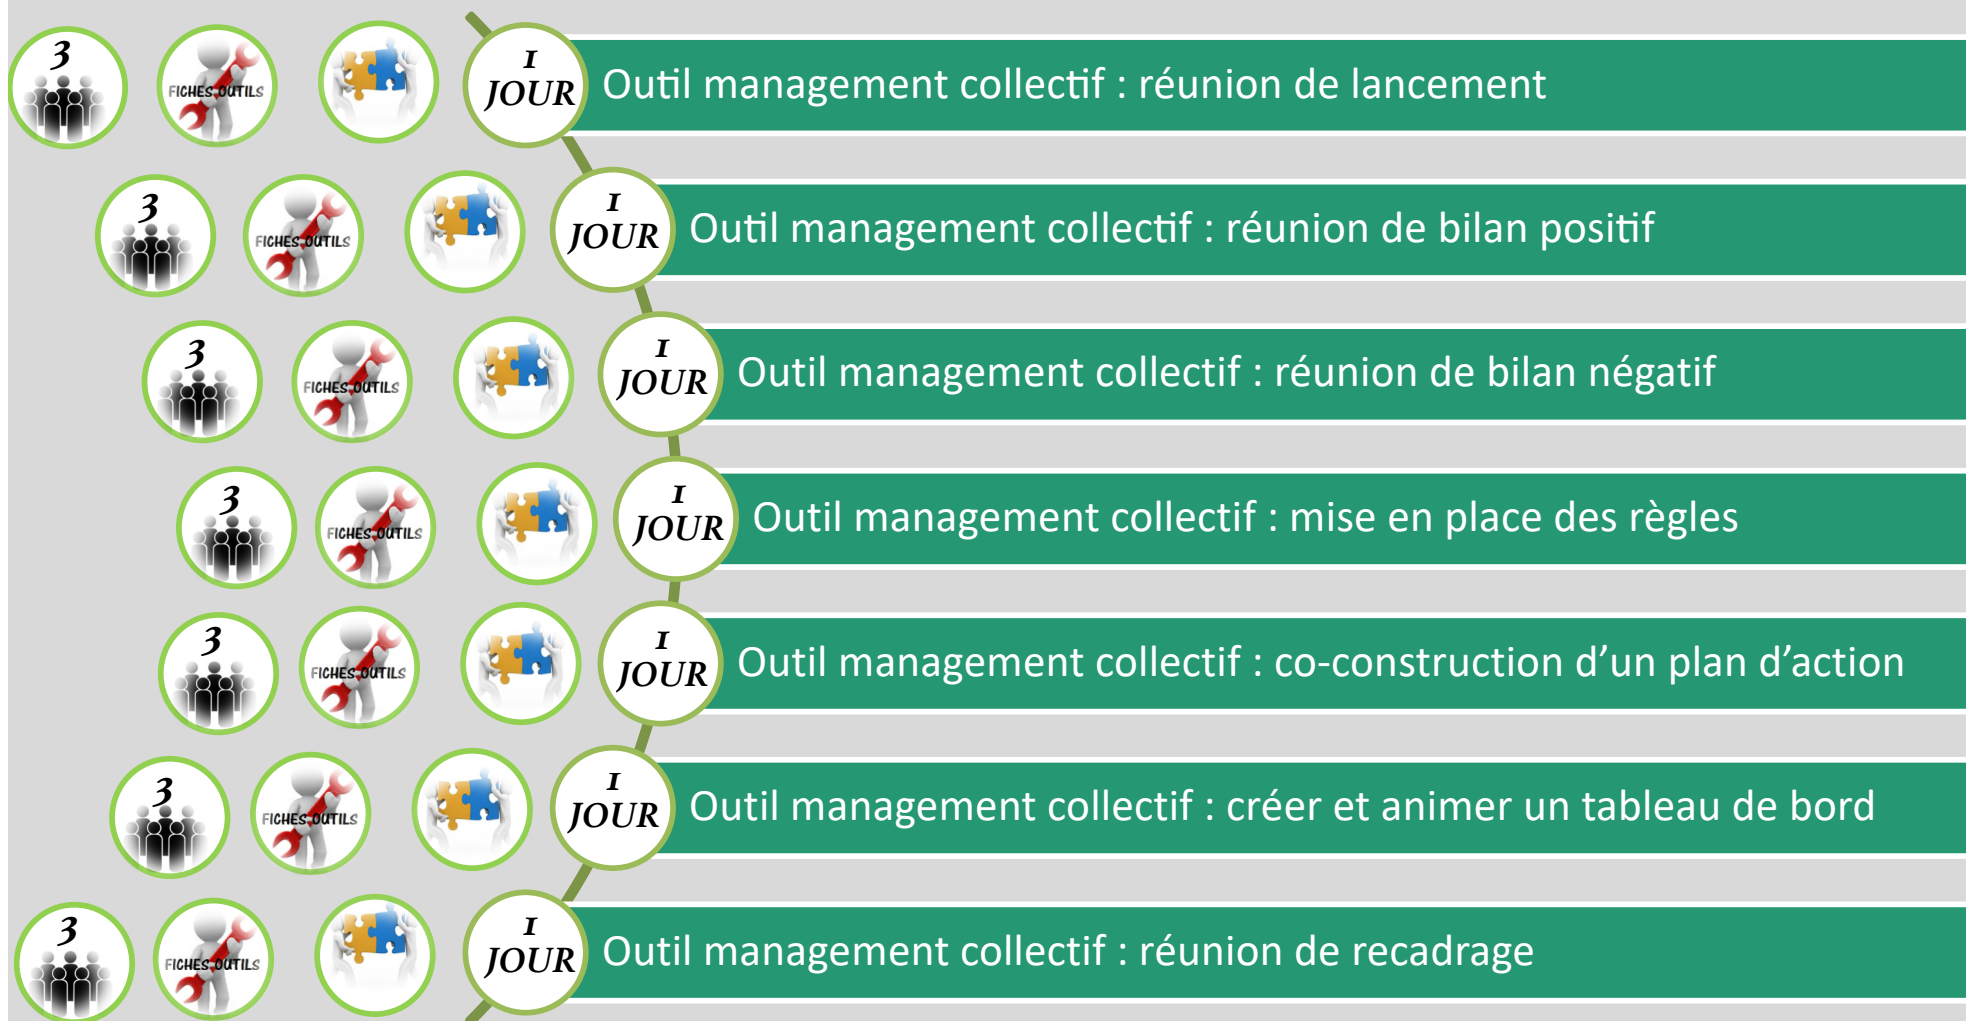 3
FICHES OUTILS
1
JOUR
Outil management collectif : réunion de lancement
3
FICHES OUTILS
1
JOUR
Outil management collectif : réunion de bilan positif
3
FICHES OUTILS
1
JOUR
Outil management collectif : réunion de bilan négatif
3
FICHES OUTILS
1
JOUR
Outil management collectif : mise en place des règles
3
FICHES OUTILS
1
JOUR
Outil management collectif : co-construction d’un plan d’action
3
FICHES OUTILS
1
JOUR
Outil management collectif : créer et animer un tableau de bord
3
FICHES OUTILS
1
JOUR
Outil management collectif : réunion de recadrage